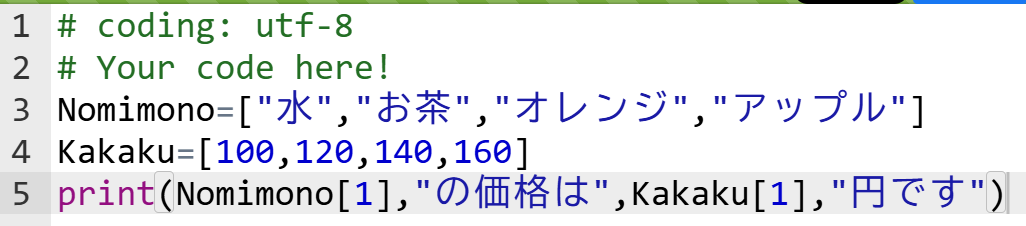 1 # coding: utf-8
2 # Your code here!
3 Nomimono=["水","お茶","オレンジ","アップル"]
4 Kakaku=[100,120,140,160]
5 print(Nomimono[1],"の価格は",Kakaku[1],"円です")